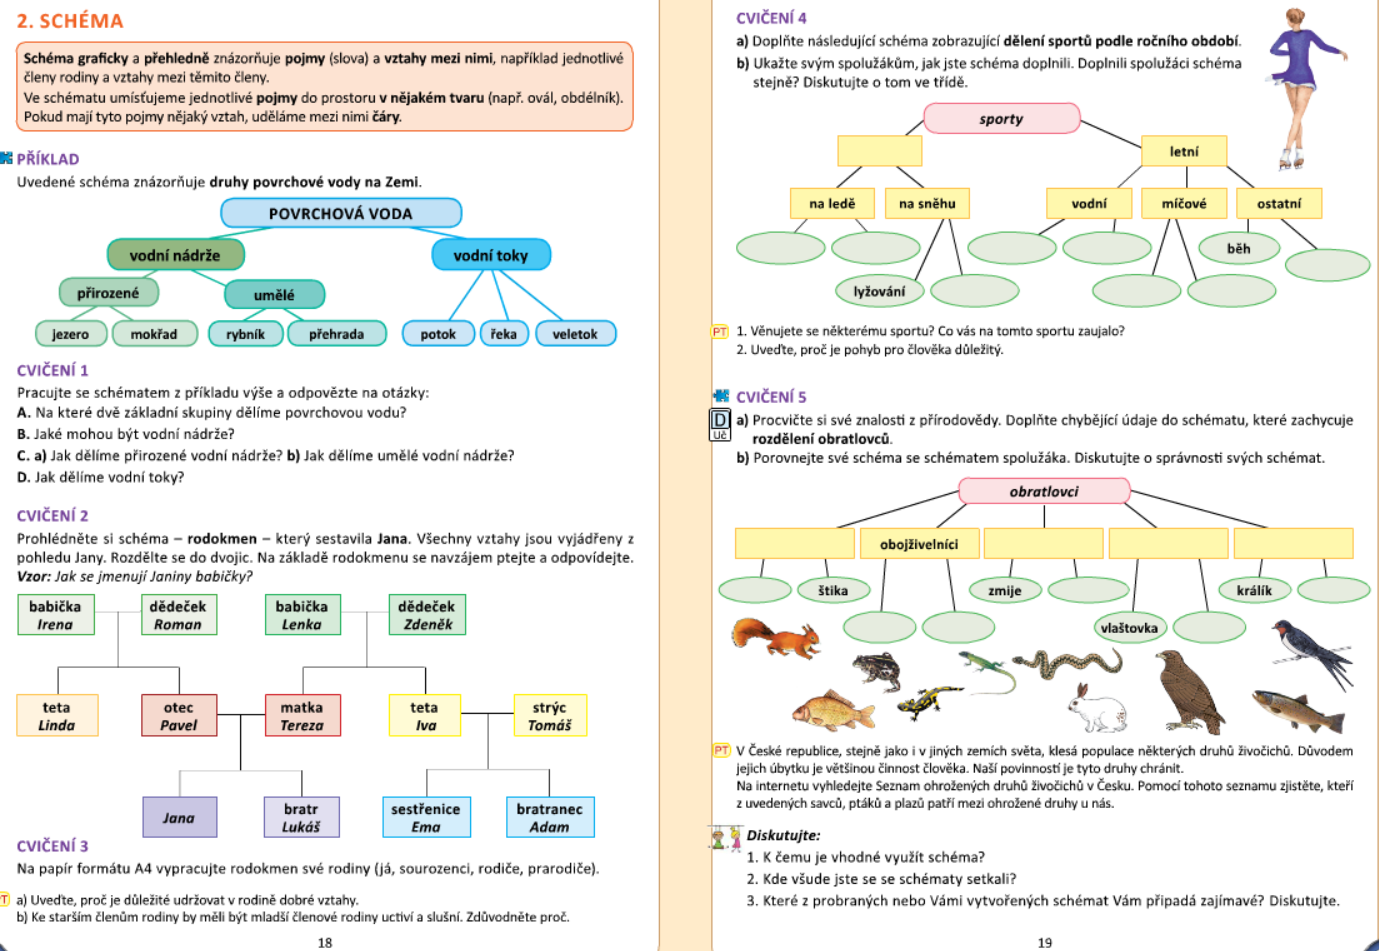 2. SCHÉMA
Schéma graficky a přehledně znázorňuje pojmy (slova) a vztahy mezi nimi, například jednotlivé
členy rodiny a vztahy mezi těmito členy.
Ve schématu umísťujeme jednotlivé pojmy do prostoru v nějakém tvaru (např. ovál, obdélník).
Pokud mají tyto pojmy nějaký vztah, uděláme mezi nimi čáry.
PŘÍKLAD
Uvedené schéma znázorňuje druhy povrchové vody na Zemi.
POVRCHOVÁ VODA
vodní nádrže
vodní toky
přirozené
umělé
jezero
mokřad
rybník
přehrada
potok
řeka
veletok
CVIČENÍ 1
Pracujte se schématem z příkladu výše a odpovězte na otázky:
A. Na které dvě základní skupiny dělíme povrchovou vodu?
B. Jaké mohou být vodní nádrže?
C. a) Jak dělíme přirozené vodní nádrže? b) Jak dělíme umělé vodní nádrže?
D. Jak dělíme vodní toky?
CVIČENÍ 2
Prohlédněte si schéma – rodokmen – který sestavila Jana. Všechny vztahy jsou vyjádřeny z
pohledu Jany. Rozdělte se do dvojic. Na základě rodokmenu se navzájem ptejte a odpovídejte.
Vzor: Jak se jmenují Janiny babičky?
babička
Irena
dědeček
Roman
babička
Lenka
dědeček
Zdeněk
teta
Linda
otec
Pavel
matka
Tereza
teta
Iva
strýc
Tomáš
Jana
bratr
Lukáš
sestřenice
Ema
bratranec
Adam
CVIČENÍ 3
Na papír formátu A4 vypracujte rodokmen své rodiny (já, sourozenci, rodiče, prarodiče).
PT a) Uveďte, proč je důležité udržovat v rodině dobré vztahy.
b) Ke starším členům rodiny by měli být mladší členové rodiny uctiví a slušní. Zdůvodněte proč.
18
CVIČENÍ 4
a) Doplňte následující schéma zobrazující dělení sportů podle ročního období.
b) Ukažte svým spolužákům, jak jste schéma doplnili. Doplnili spolužáci schéma
stejně? Diskutujte o tom ve třídě.
sporty
letní
na ledě
na sněhu
vodní
míčové
ostatní
běh
lyžování
PT 1. Věnujete se některému sportu? Co vás na tomto sportu zaujalo?
2. Uveďte, proč je pohyb pro člověka důležitý.
CVIČENÍ 5
D
Uč
a) Procvičte si své znalosti z přírodovědy. Doplňte chybějící údaje do schématu, které zachycuje
rozdělení obratlovců.
b) Porovnejte své schéma se schématem spolužáka. Diskutujte o správnosti svých schémat.
obratlovci
obojživelníci
štika
zmije
králík
vlaštovka
PT V České republice, stejně jako i v jiných zemích světa, klesá populace některých druhů živočichů. Důvodem
jejich úbytku je většinou činnost člověka. Naší povinností je tyto druhy chránit.
Na internetu vyhledejte Seznam ohrožených druhů živočichů v Česku. Pomocí tohoto seznamu zjistěte, kteří
z uvedených savců, ptáků a plazů patří mezi ohrožené druhy u nás.
Diskutujte:
1. K čemu je vhodné využít schéma?
2. Kde všude jste se se schématy setkali?
3. Které z probraných nebo Vámi vytvořených schémat Vám připadá zajímavé? Diskutujte.
19